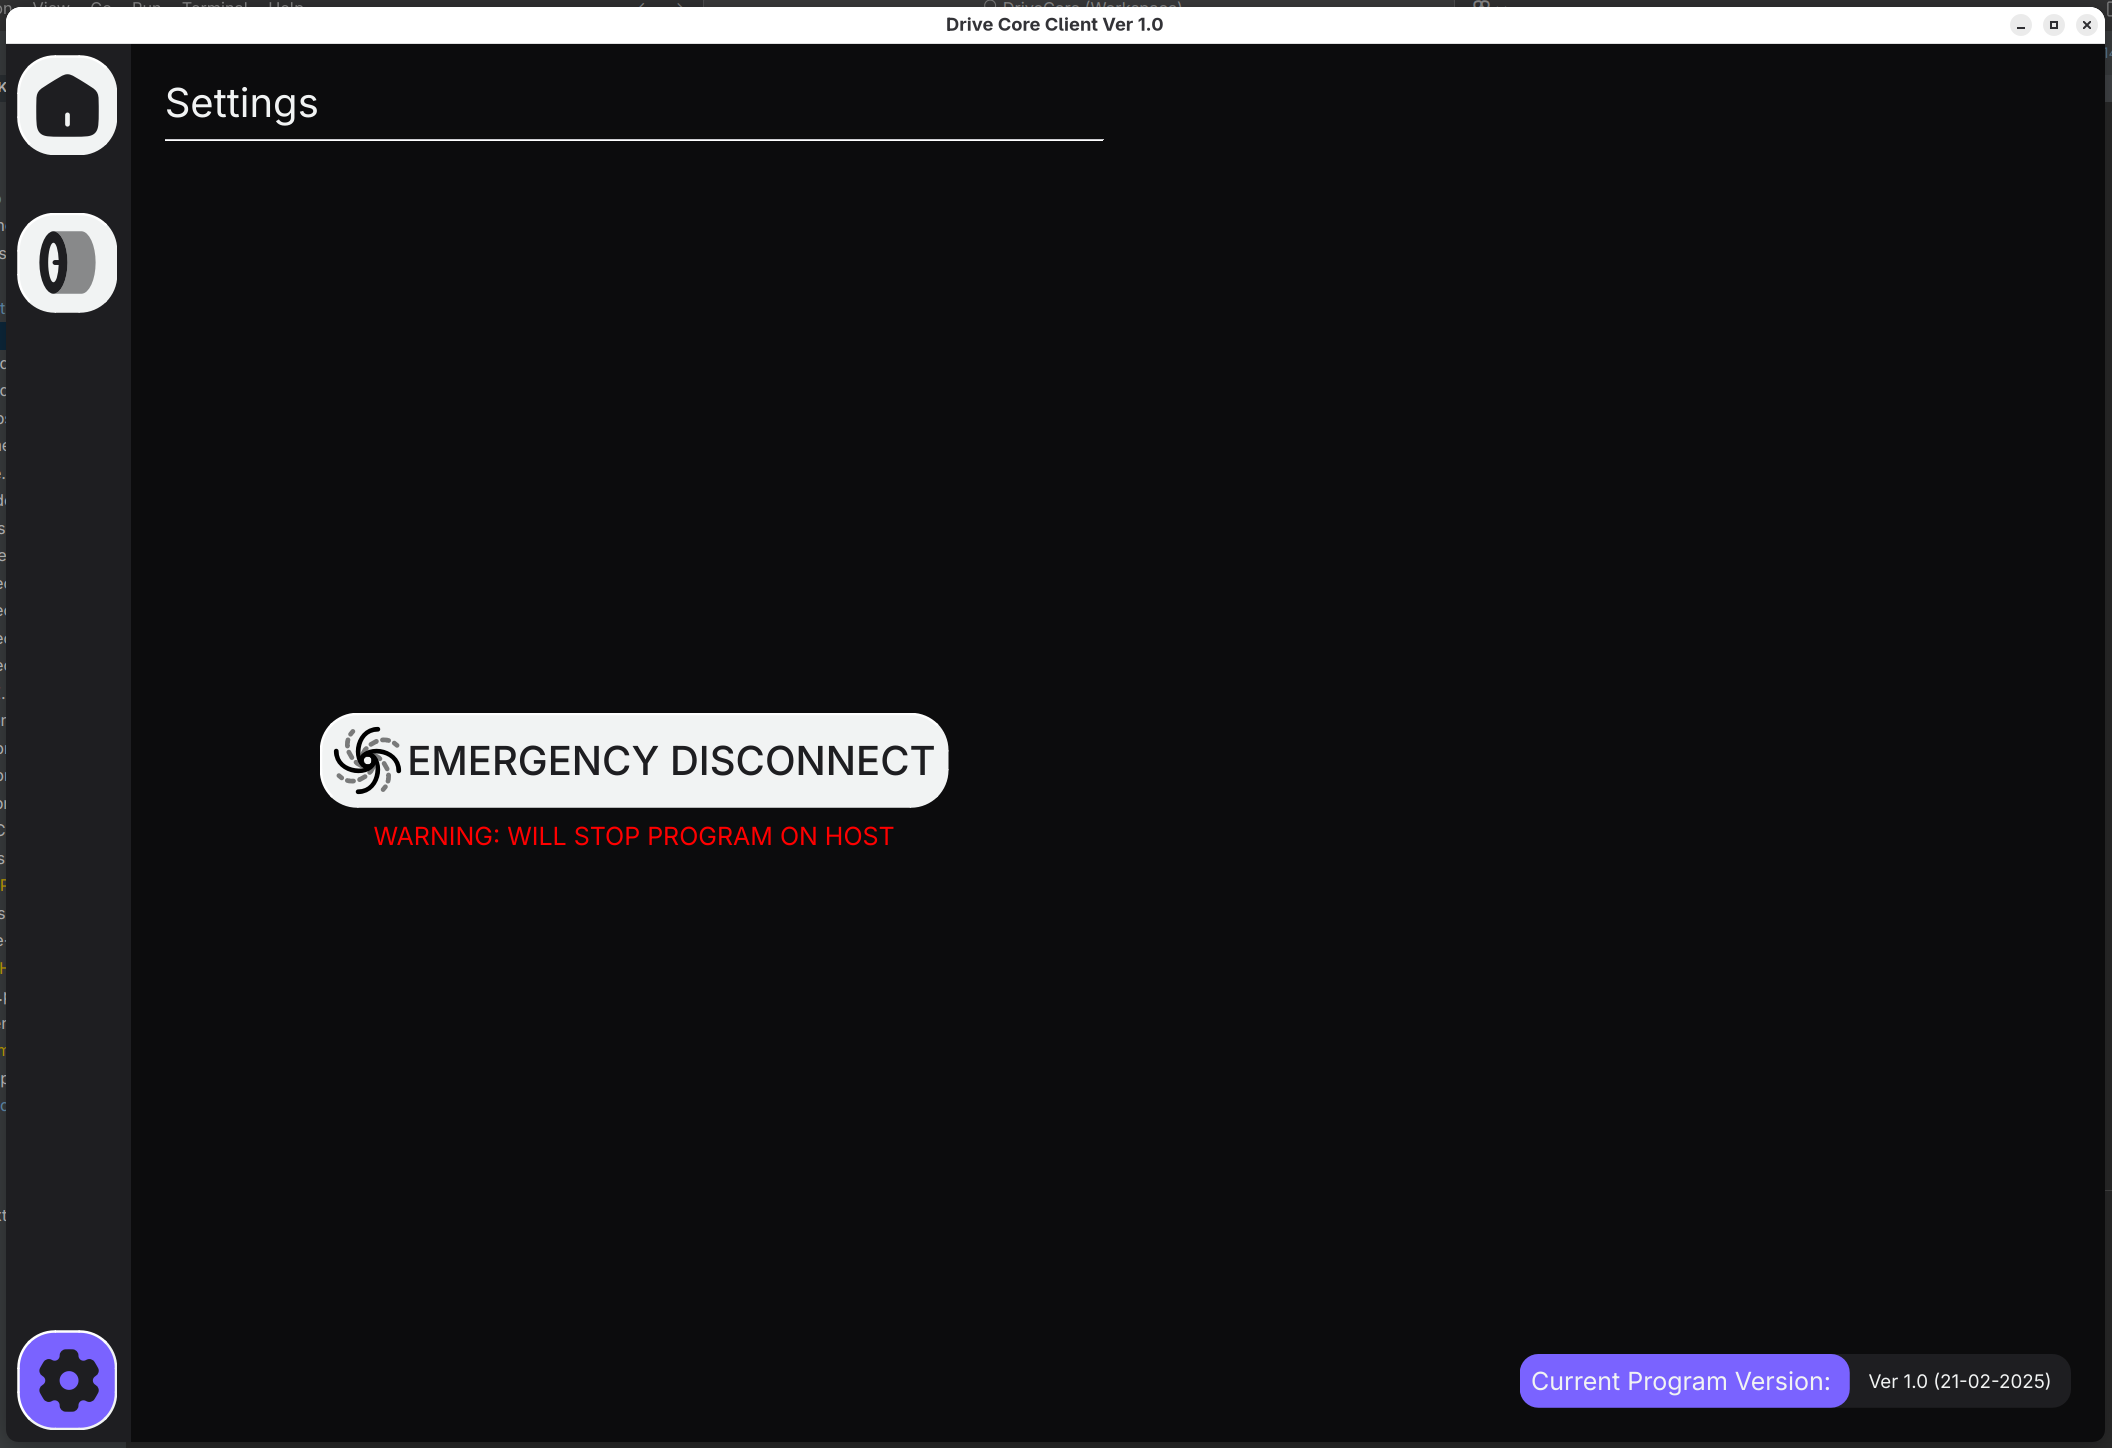 Drive Core Client Ver 1.0
Settings
EMERGENCY DISCONNECT
WARNING: WILL STOP PROGRAM ON HOST
Current Program Version: Ver 1.0 (21-02-2025)